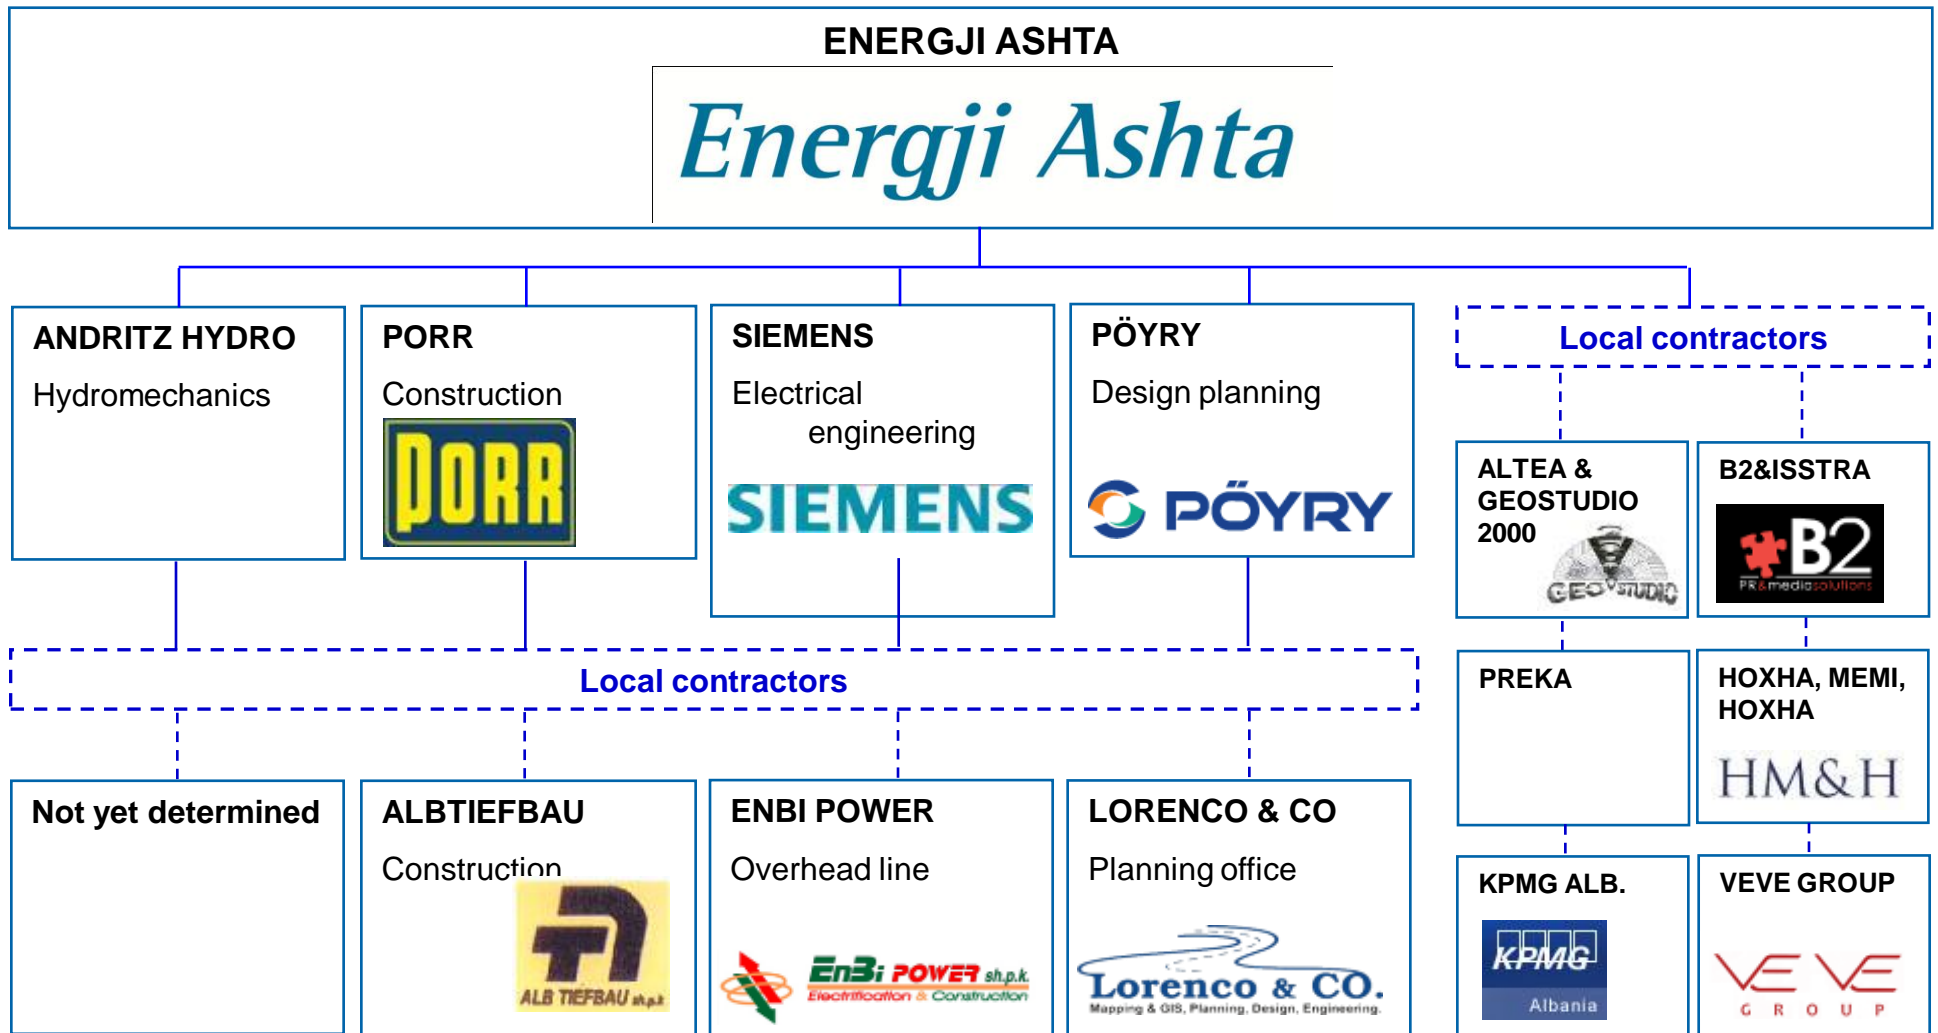 ENERGJI ASHTA
Energji Ashta
ANDRITZ HYDRO
Hydromechanics
PORR
Construction
PORR
SIEMENS
Electrical
engineering
SIEMENS
PÖYRY
Design planning
PÖYRY
Local contractors
ALTEA &
GEOSTUDIO
2000
GEO STUDIO
B2&ISSTRA
B2
PR&mediasolutions
Local contractors
PREKA
HOXHA, MEMI,
HOXHA
HM&H
Not yet determined
ALBTIEFBAU
Construction
ALB TIEFBAU sh.p.k
ENBI POWER
Overhead line
EnBi POWER sh.p.k.
Electrification & Construction
LORENCO & CO
Planning office
Lorenco & CO.
Mapping & GIS, Planning, Design, Engineering.
KPMG ALB.
KPMG
Albania
VEVE GROUP
VEVE
GROUP